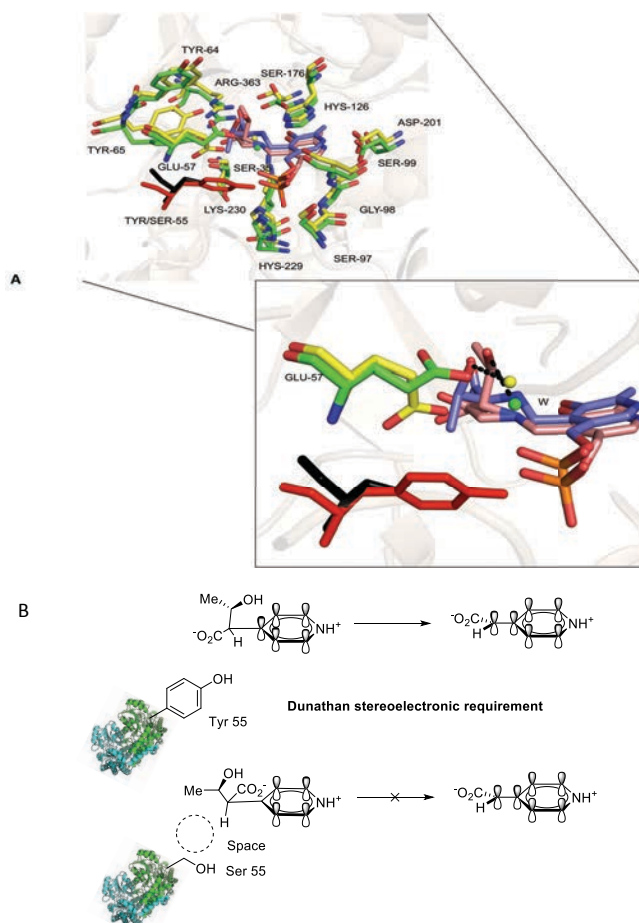 TYR-64
ARG-363
SER-176
HYS-126
ASP-201
TYR-65
GLU-57
SER-35
SER-99
LYS-230
GLY-98
TYR/SER-55
SER-97
HYS-229
A
GLU-57
W
B
Me
OH
⁻O₂C
H
NH⁺
⁻O₂C
H
NH⁺
OH
Tyr 55
Dunathan stereoelectronic requirement
OH
CO₂⁻
Me
H
NH⁺
⁻O₂C
H
NH⁺
Space
OH
Ser 55